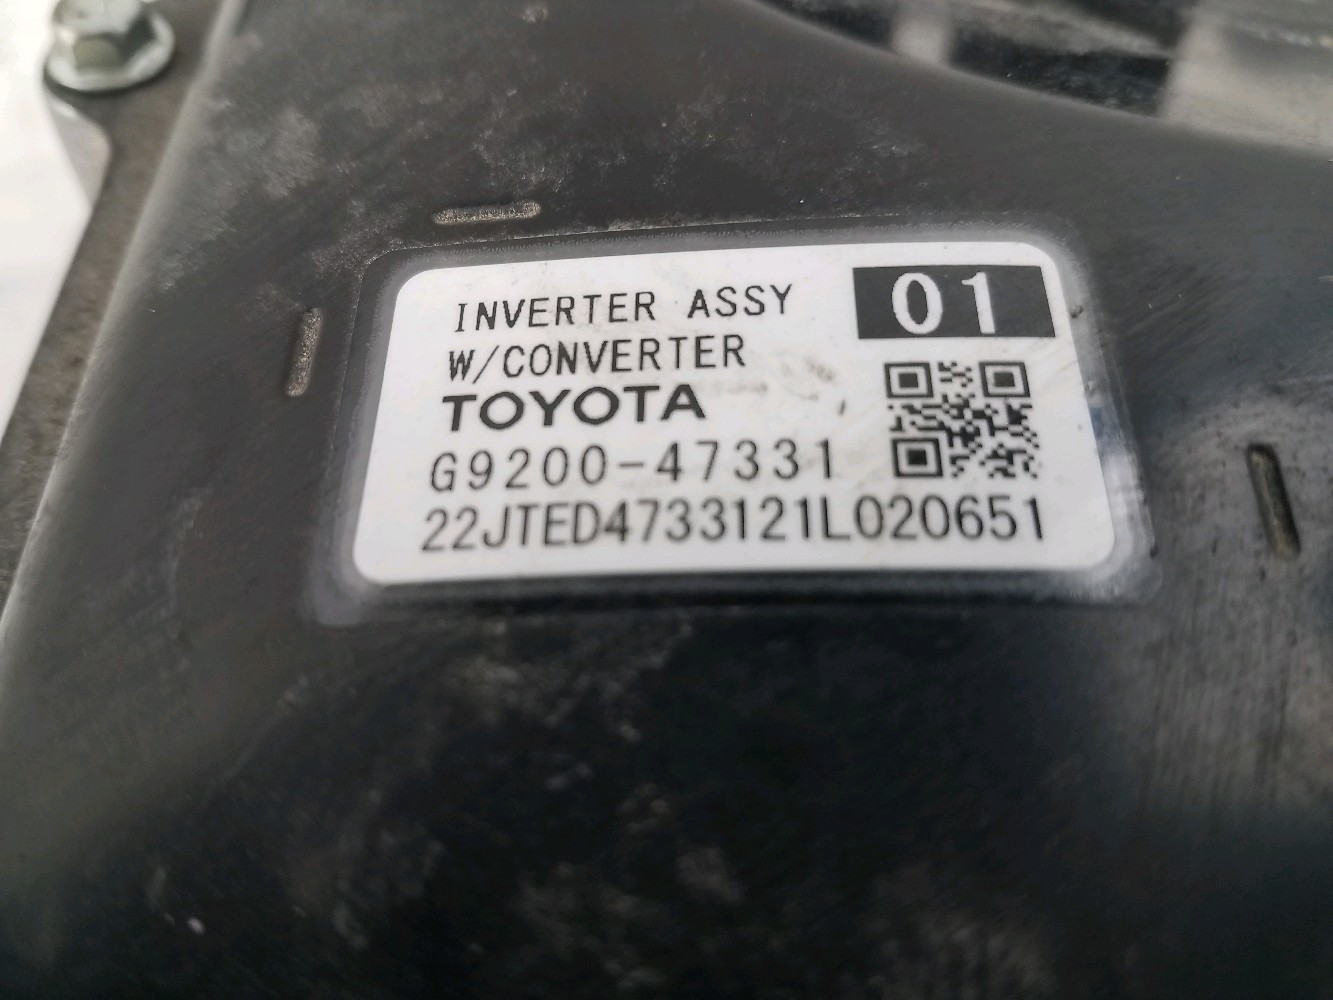 INVERTER ASSY
01
W/CONVERTER
TOYOTA
G9200-47331
22JTED4733121L020651